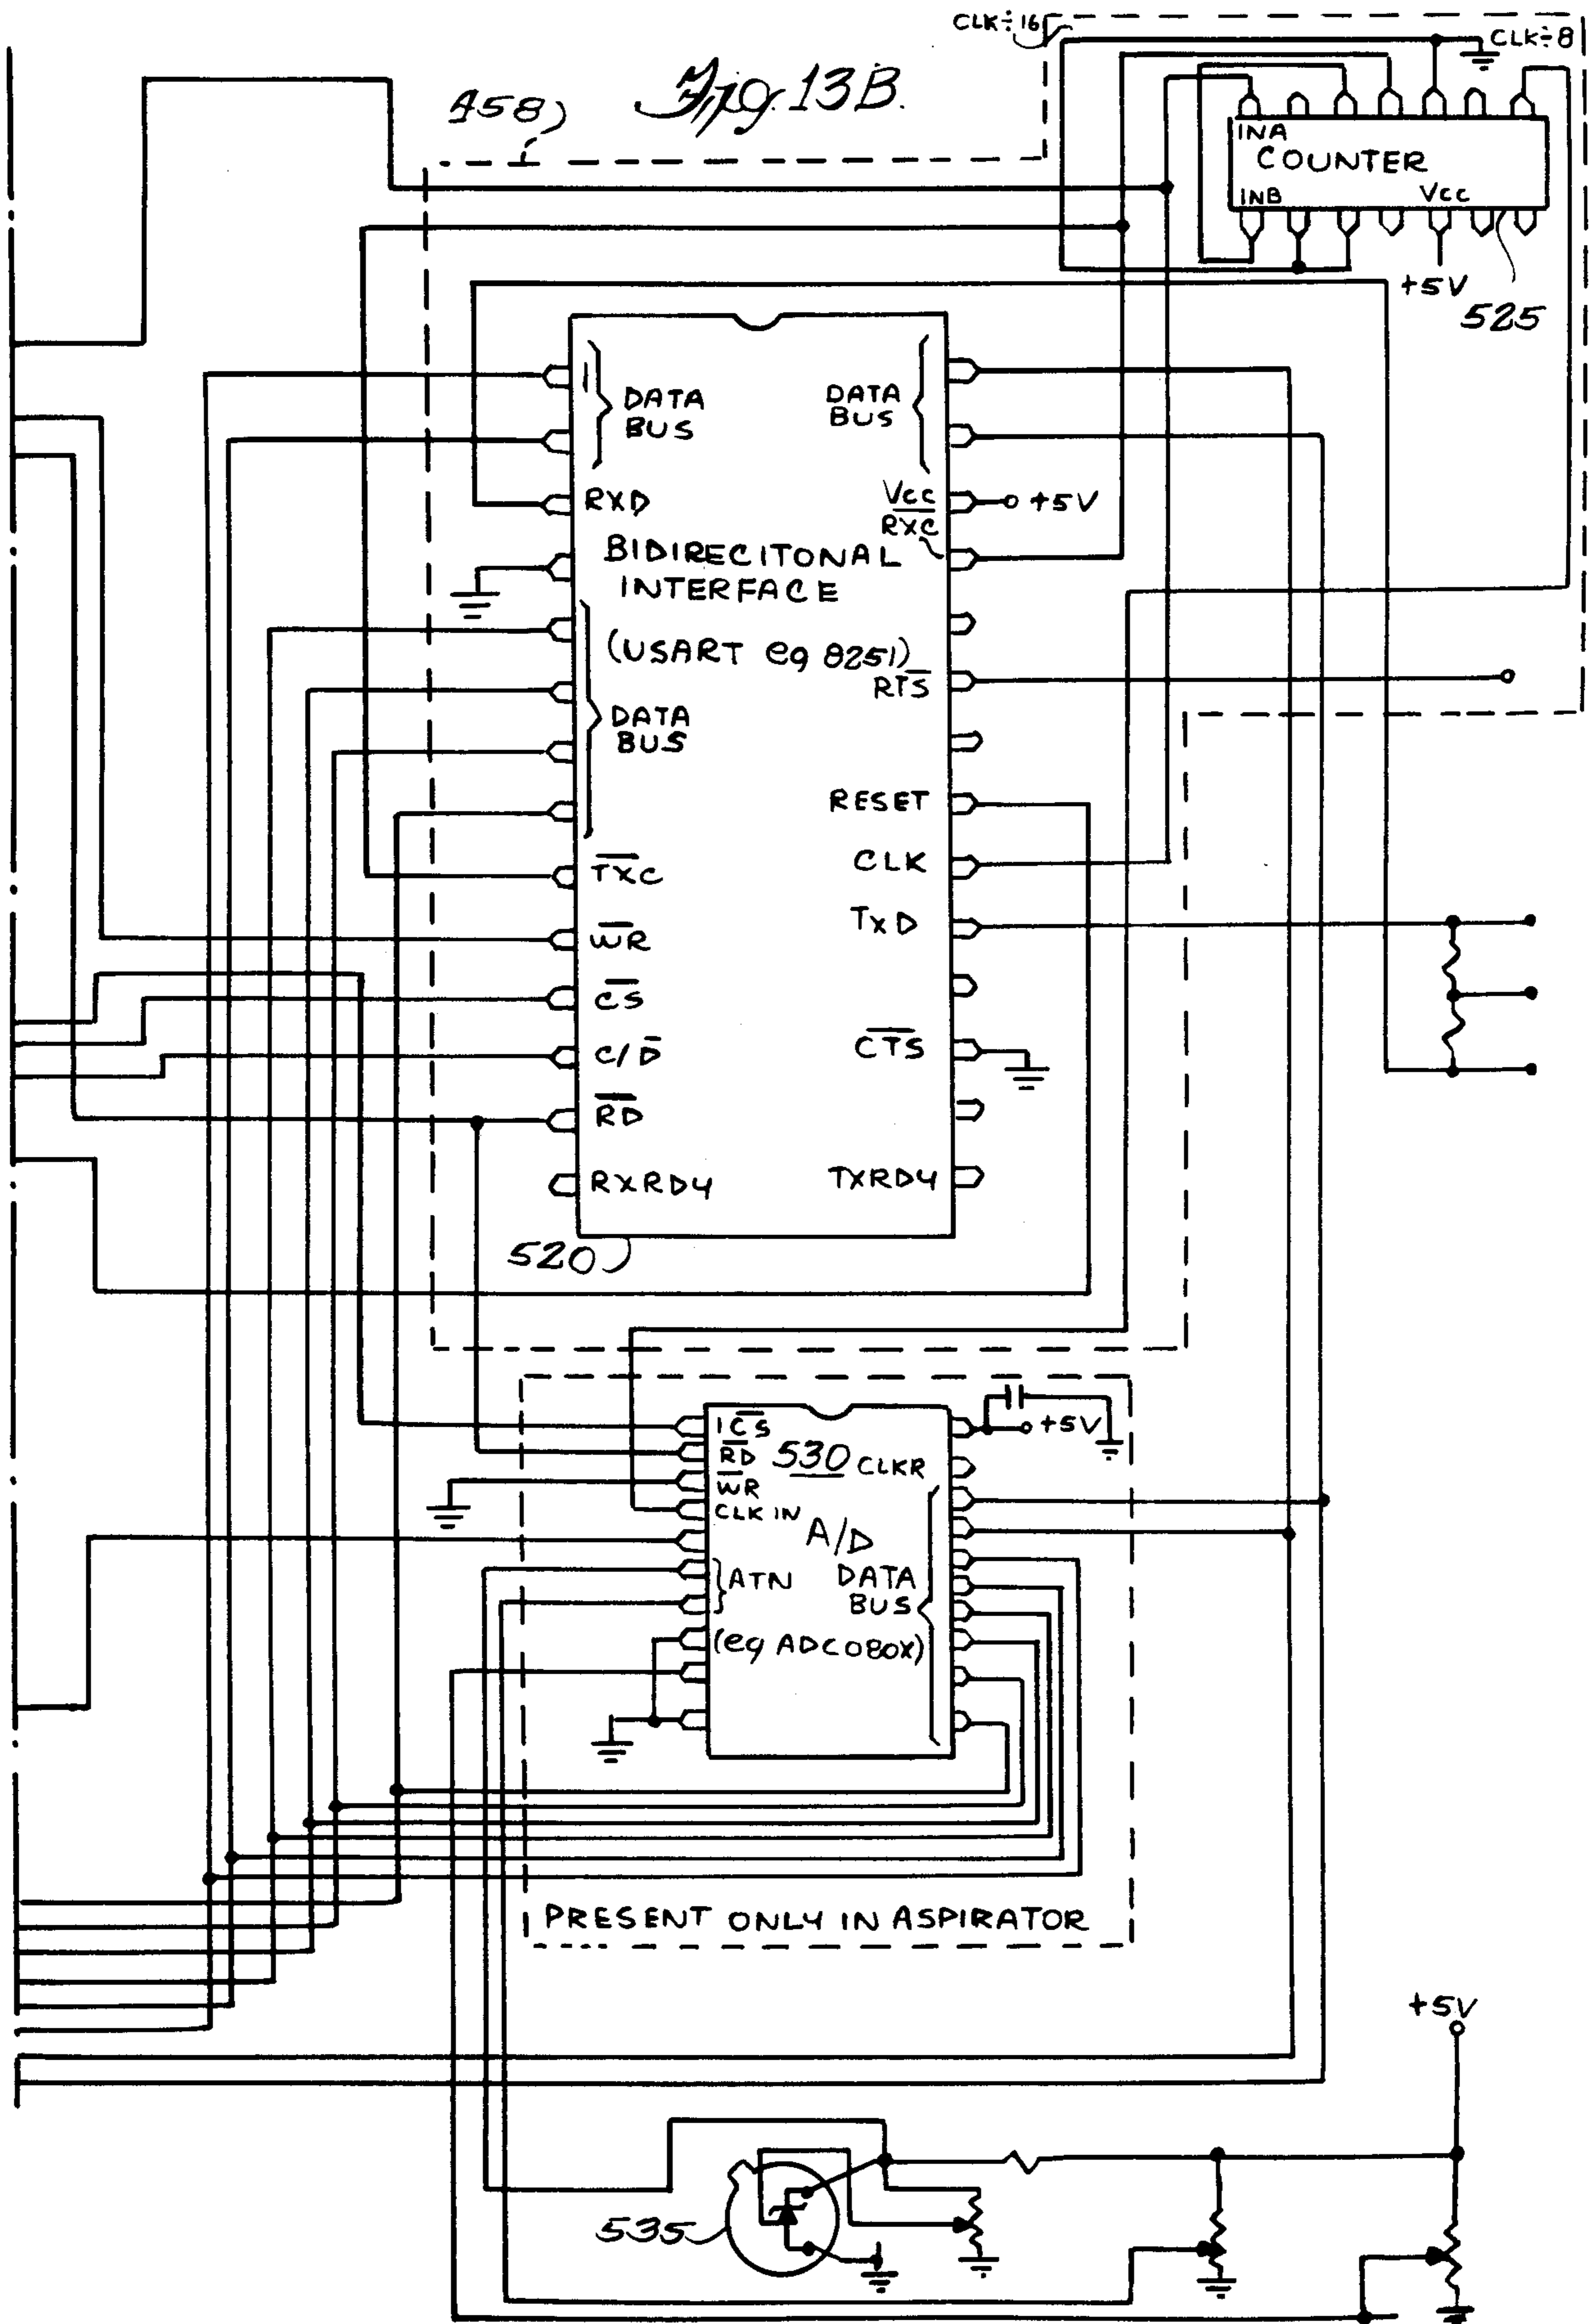 CLK÷16
CLK÷8
Fig. 13B.
458
INA
COUNTER
INB
Vcc
+5V
525
1
DATA
BUS
DATA
BUS
RXD
Vcc
+5V
RXC
BIDIRECITONAL
INTERFACE
(USART eg 8251)
RTS
DATA
BUS
RESET
TXC
CLK
WR
TXD
CS
C/D
CTS
RD
RXRDY
TXRDY
520
1 CS
+5V
RD
530
CLKR
WR
CLK IN
A/D
ATN
DATA
BUS
(eg ADC080X)
PRESENT ONLY IN ASPIRATOR
+5V
535